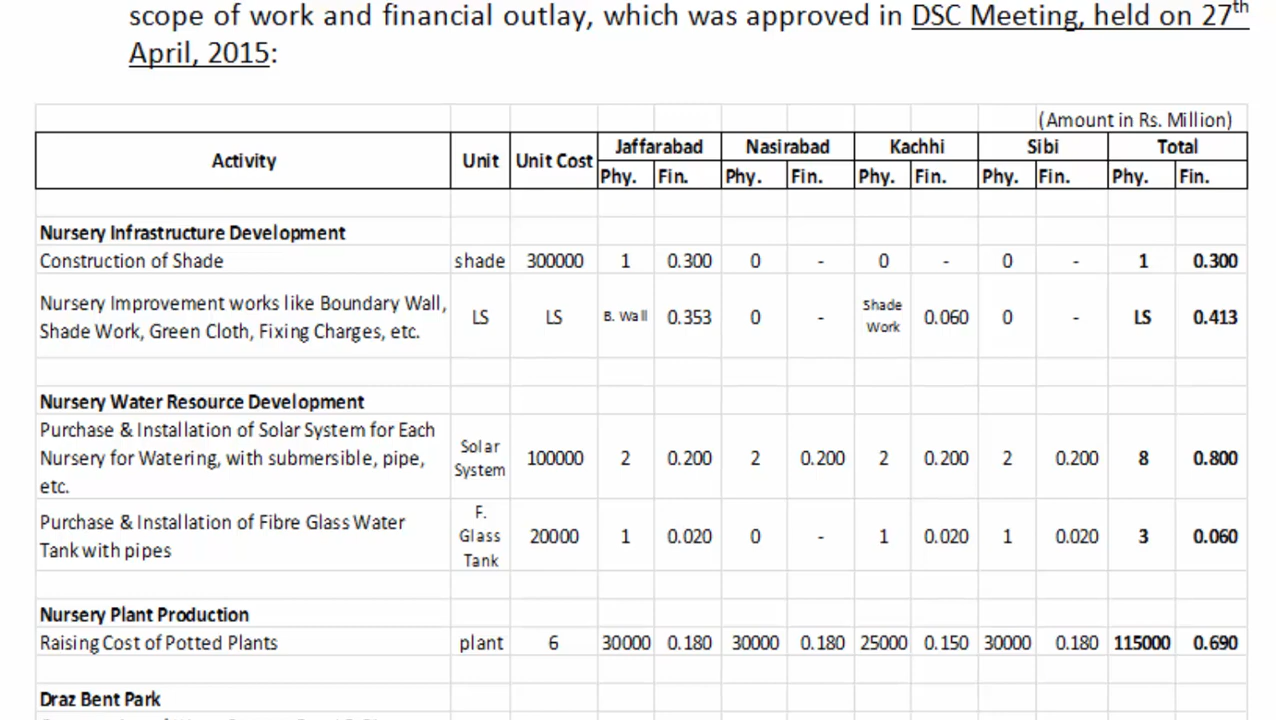 scope of work and financial outlay, which was approved in DSC Meeting, held on 27th
April, 2015:
(Amount in Rs. Million)
Activity Unit Unit Cost Jaffarabad Nasirabad Kachhi Sibi Total
Phy. Fin. Phy. Fin. Phy. Fin. Phy. Fin. Phy. Fin.
Nursery Infrastructure Development
Construction of Shade shade 300000 1 0.300 0 - 0 - 0 - 1 0.300
Nursery Improvement works like Boundary Wall,
Shade Work, Green Cloth, Fixing Charges, etc. LS LS B. Wall 0.353 0 - Shade Work 0.060 0 - LS 0.413
Nursery Water Resource Development
Purchase & Installation of Solar System for Each
Nursery for Watering, with submersible, pipe,
etc. Solar System 100000 2 0.200 2 0.200 2 0.200 2 0.200 8 0.800
Purchase & Installation of Fibre Glass Water
Tank with pipes F. Glass Tank 20000 1 0.020 0 - 1 0.020 1 0.020 3 0.060
Nursery Plant Production
Raising Cost of Potted Plants plant 6 30000 0.180 30000 0.180 25000 0.150 30000 0.180 115000 0.690
Draz Bent Park